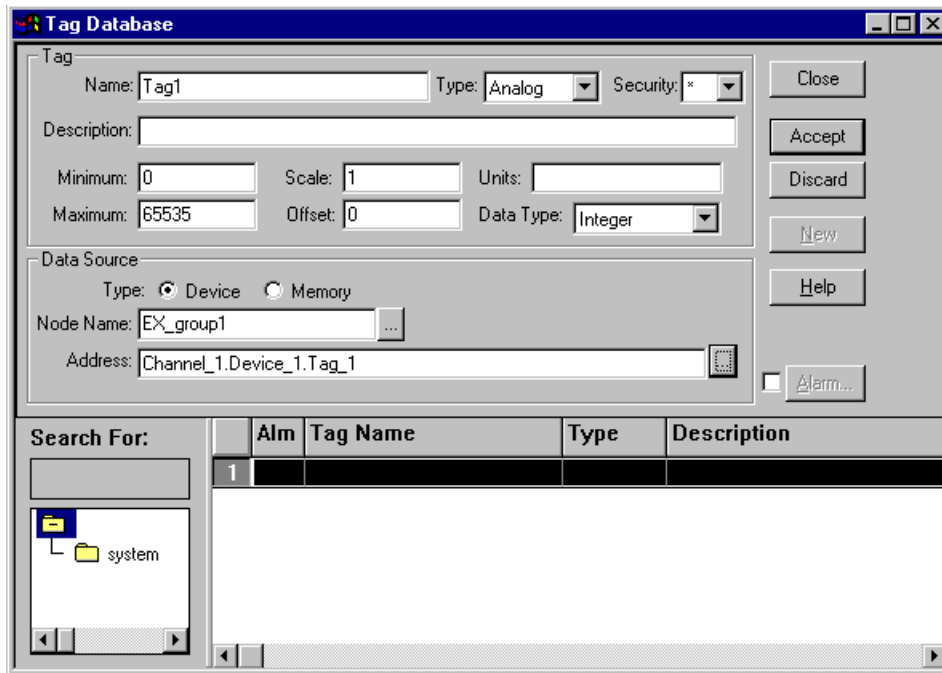 Tag Database
Tag
Name: Tag1 Type: Analog Security: * Close
Description: Accept
Minimum: 0 Scale: 1 Units: Discard
Maximum: 65535 Offset: 0 Data Type: Integer New
Data Source
Type: Device Memory Help
Node Name: EX_group1 ...
Address: Channel_1.Device_1.Tag_1 ...
Alarm...
Search For: Alm Tag Name Type Description
1
system